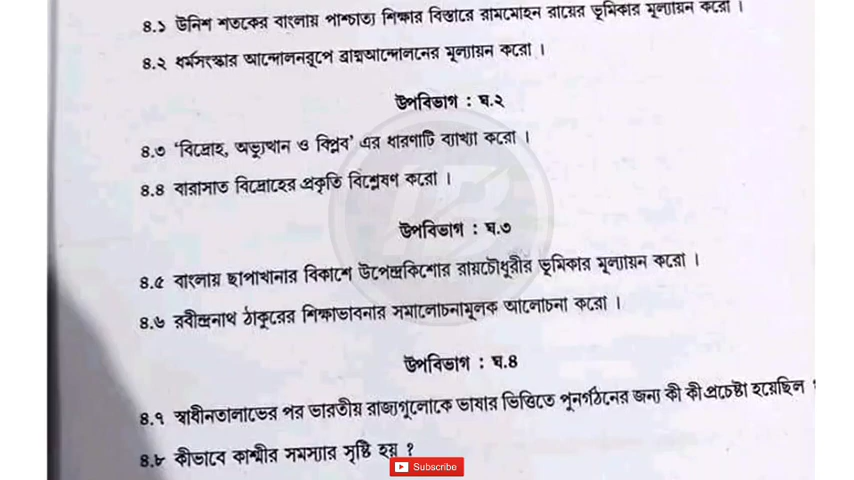 ৪.১ উনিশ শতকের বাংলায় পাশ্চাত্য শিক্ষার বিস্তারে রামমোহন রায়ের ভূমিকার মূল্যায়ন করো ।
৪.২ ধর্মসংস্কার আন্দোলনরূপে ব্রাহ্মআন্দোলনের মূল্যায়ন করো ।
উপবিভাগ : ঘ.২
৪.৩ ‘বিদ্রোহ, অভ্যুত্থান ও বিপ্লব’ এর ধারণাটি ব্যাখ্যা করো ।
৪.৪ বারাসাত বিদ্রোহের প্রকৃতি বিশ্লেষণ করো ।
উপবিভাগ : ঘ.৩
৪.৫ বাংলায় ছাপাখানার বিকাশে উপেন্দ্রকিশোর রায়চৌধুরীর ভূমিকার মূল্যায়ন করো ।
৪.৬ রবীন্দ্রনাথ ঠাকুরের শিক্ষাভাবনার সমালোচনামূলক আলোচনা করো ।
উপবিভাগ : ঘ.৪
৪.৭ স্বাধীনতালাভের পর ভারতীয় রাজ্যগুলোকে ভাষার ভিত্তিতে পুনর্গঠনের জন্য কী কী প্রচেষ্টা হয়েছিল ?
৪.৮ কীভাবে কাশ্মীর সমস্যার সৃষ্টি হয় ?
Subscribe